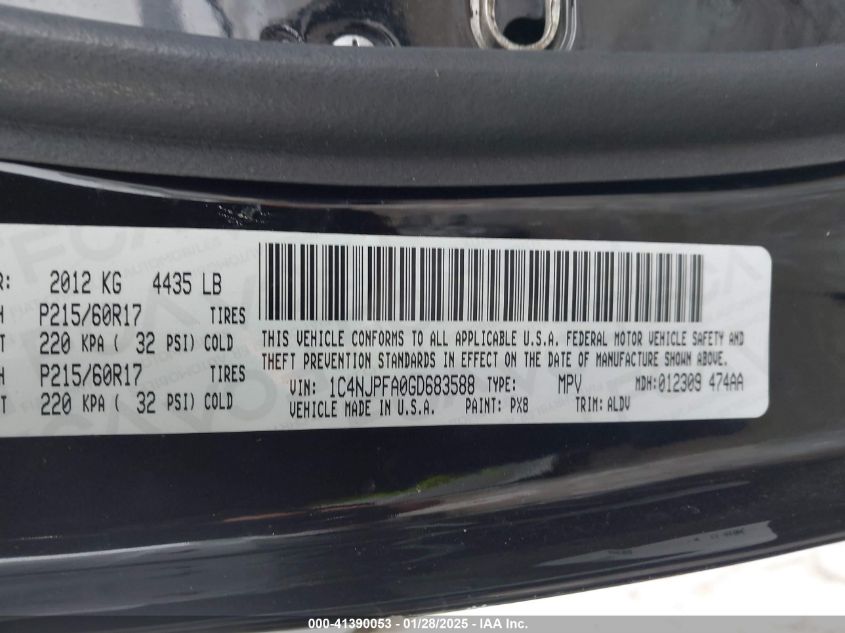 R: 2012 KG 4435 LB
H P215/60R17 TIRES
T 220 KPA ( 32 PSI) COLD
H P215/60R17 TIRES
T 220 KPA ( 32 PSI) COLD
THIS VEHICLE CONFORMS TO ALL APPLICABLE U.S.A. FEDERAL MOTOR VEHICLE SAFETY AND
THEFT PREVENTION STANDARDS IN EFFECT ON THE DATE OF MANUFACTURE SHOWN ABOVE.
VIN: 1C4NJPFA0GD683588 TYPE: MPV MDH:012309 474AA
VEHICLE MADE IN U.S.A. PAINT: PX8 TRIM: ALDV
000-41390053 - 01/28/2025 - IAA Inc.